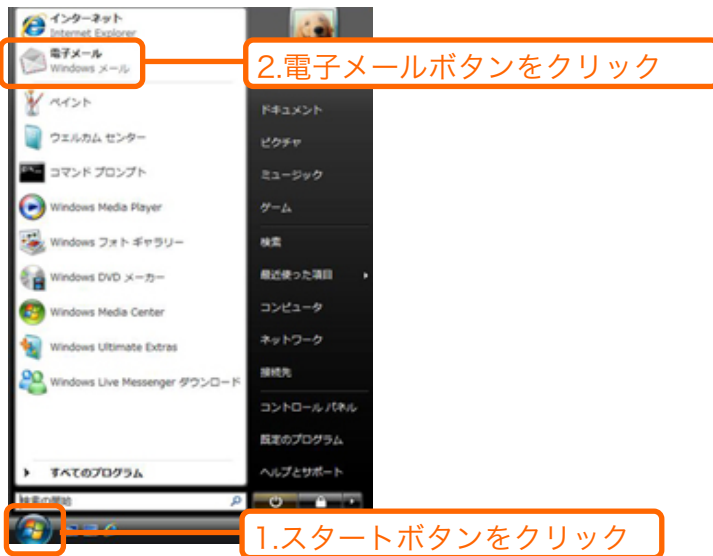 インターネット
Internet Explorer
電子メール
Windows メール
2.電子メールボタンをクリック
ペイント
ウェルカム センター
コマンド プロンプト
Windows Media Player
Windows フォト ギャラリー
Windows DVD メーカー
Windows Media Center
Windows Ultimate Extras
Windows Live Messenger ダウンロード
すべてのプログラム
検索の開始
ドキュメント
ピクチャ
ミュージック
ゲーム
検索
最近使った項目
コンピュータ
ネットワーク
接続先
コントロール パネル
既定のプログラム
ヘルプとサポート
1.スタートボタンをクリック